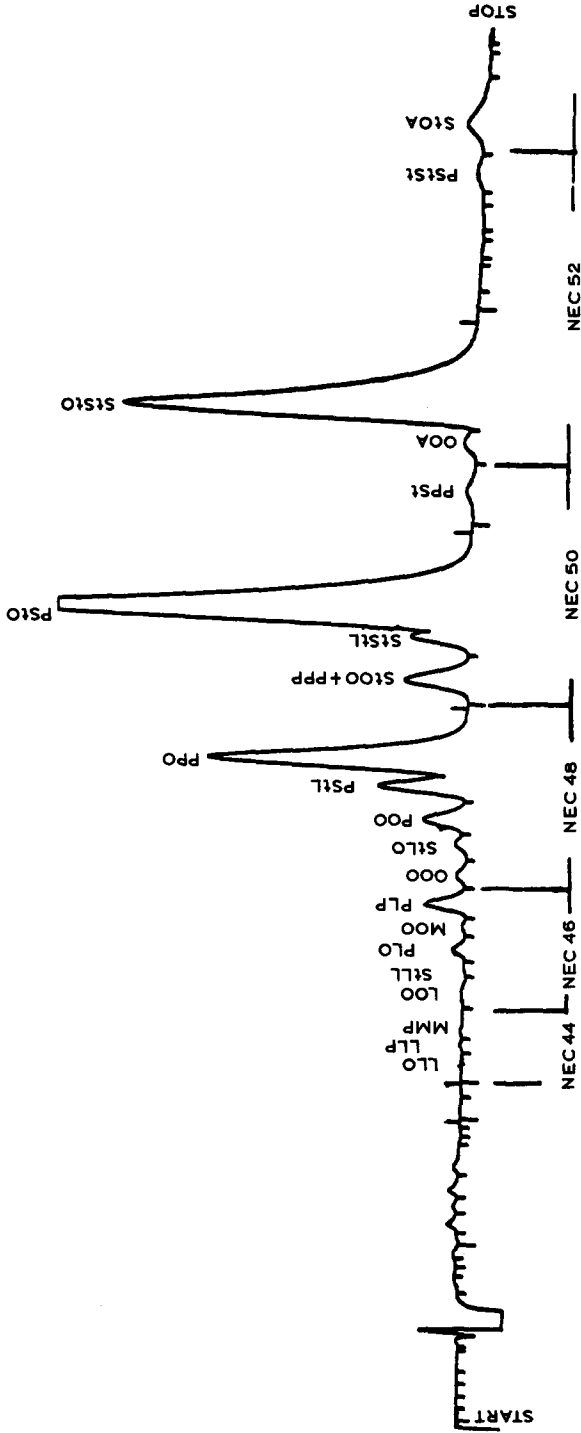 START
LLO
LLP
MMP
LOO
StLL
PLO
MOO
PLP
OOO
StLO
POO
PStL
PPO
StOO+PPP
StStL
PStO
PPSt
OOA
StStO
PStSt
StOA
STOP
NEC 44
NEC 46
NEC 48
NEC 50
NEC 52